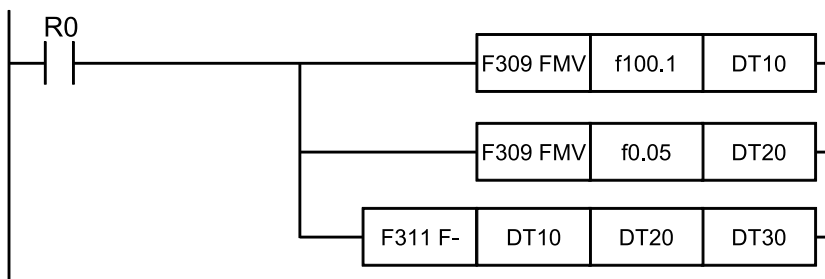 R0
F309 FMV f100.1 DT10
F309 FMV f0.05 DT20
F311 F- DT10 DT20 DT30